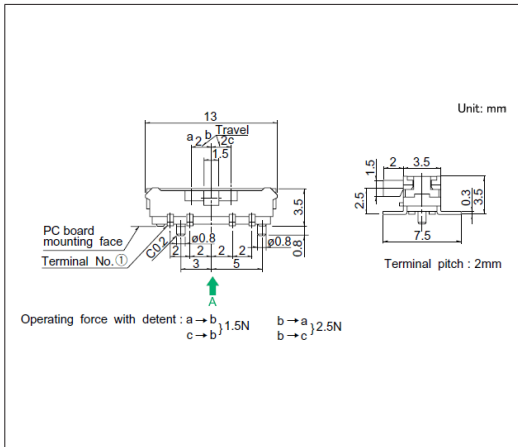 Unit: mm
13
Travel
a 2 b 2c
1.5
3.5
PC board
mounting face
Terminal No.①
C0.2
ø0.8
ø0.8
0.8
2 2 2 2
3 5
A
2 3.5
1.5
2.5
0.3
3.5
7.5
Terminal pitch : 2mm
Operating force with detent : a→b
c→b }1.5N
b→a
b→c }2.5N